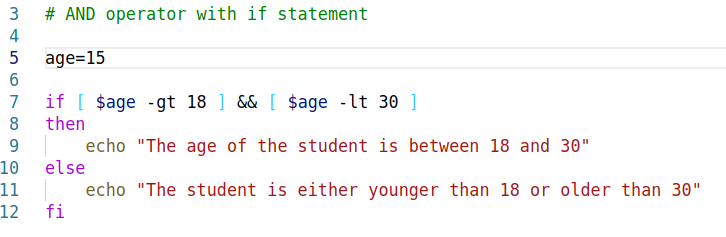 3 # AND operator with if statement
4
5 age=15
6
7 if [ $age -gt 18 ] && [ $age -lt 30 ]
8 then
9     echo "The age of the student is between 18 and 30"
10 else
11     echo "The student is either younger than 18 or older than 30"
12 fi